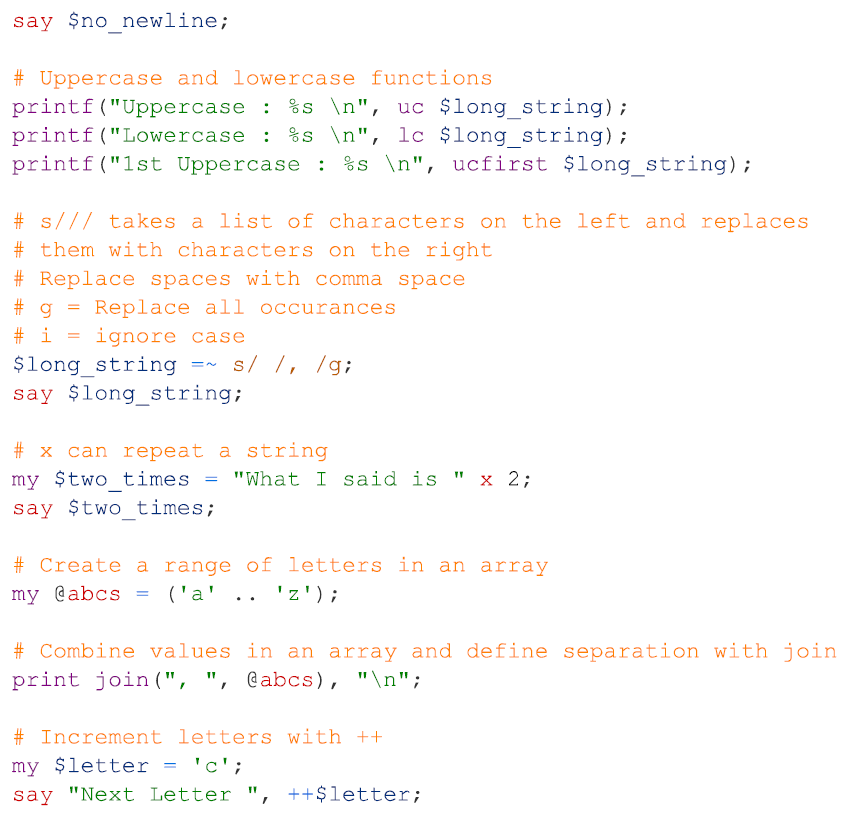 say $no_newline;
# Uppercase and lowercase functions
printf("Uppercase : %s \n", uc $long_string);
printf("Lowercase : %s \n", lc $long_string);
printf("1st Uppercase : %s \n", ucfirst $long_string);
# s/// takes a list of characters on the left and replaces
# them with characters on the right
# Replace spaces with comma space
# g = Replace all occurances
# i = ignore case
$long_string =~ s/ /, /g;
say $long_string;
# x can repeat a string
my $two_times = "What I said is " x 2;
say $two_times;
# Create a range of letters in an array
my @abcs = ('a' .. 'z');
# Combine values in an array and define separation with join
print join(", ", @abcs), "\n";
# Increment letters with ++
my $letter = 'c';
say "Next Letter ", ++$letter;